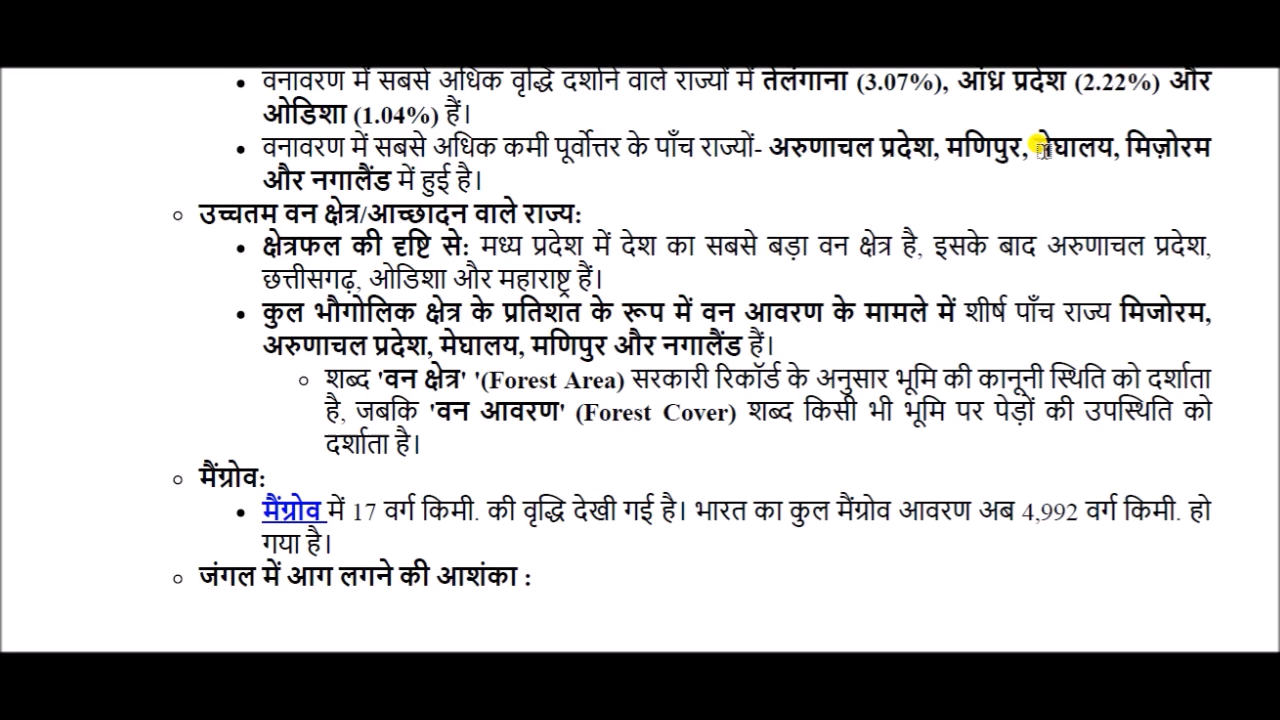 वनावरण में सबसे अधिक वृद्धि दर्शाने वाले राज्यों में तेलंगाना (3.07%), आंध्र प्रदेश (2.22%) और
ओडिशा (1.04%) हैं।
वनावरण में सबसे अधिक कमी पूर्वोत्तर के पाँच राज्यों- अरुणाचल प्रदेश, मणिपुर, मेघालय, मिज़ोरम
और नगालैंड में हुई है।
उच्चतम वन क्षेत्र/आच्छादन वाले राज्य:
क्षेत्रफल की दृष्टि से: मध्य प्रदेश में देश का सबसे बड़ा वन क्षेत्र है, इसके बाद अरुणाचल प्रदेश,
छत्तीसगढ़, ओडिशा और महाराष्ट्र हैं।
कुल भौगोलिक क्षेत्र के प्रतिशत के रूप में वन आवरण के मामले में शीर्ष पाँच राज्य मिजोरम,
अरुणाचल प्रदेश, मेघालय, मणिपुर और नगालैंड हैं।
शब्द 'वन क्षेत्र' '(Forest Area) सरकारी रिकॉर्ड के अनुसार भूमि की कानूनी स्थिति को दर्शाता
है, जबकि 'वन आवरण' (Forest Cover) शब्द किसी भी भूमि पर पेड़ों की उपस्थिति को
दर्शाता है।
मैंग्रोव:
मैंग्रोव में 17 वर्ग किमी. की वृद्धि देखी गई है। भारत का कुल मैंग्रोव आवरण अब 4,992 वर्ग किमी. हो
गया है।
जंगल में आग लगने की आशंका :